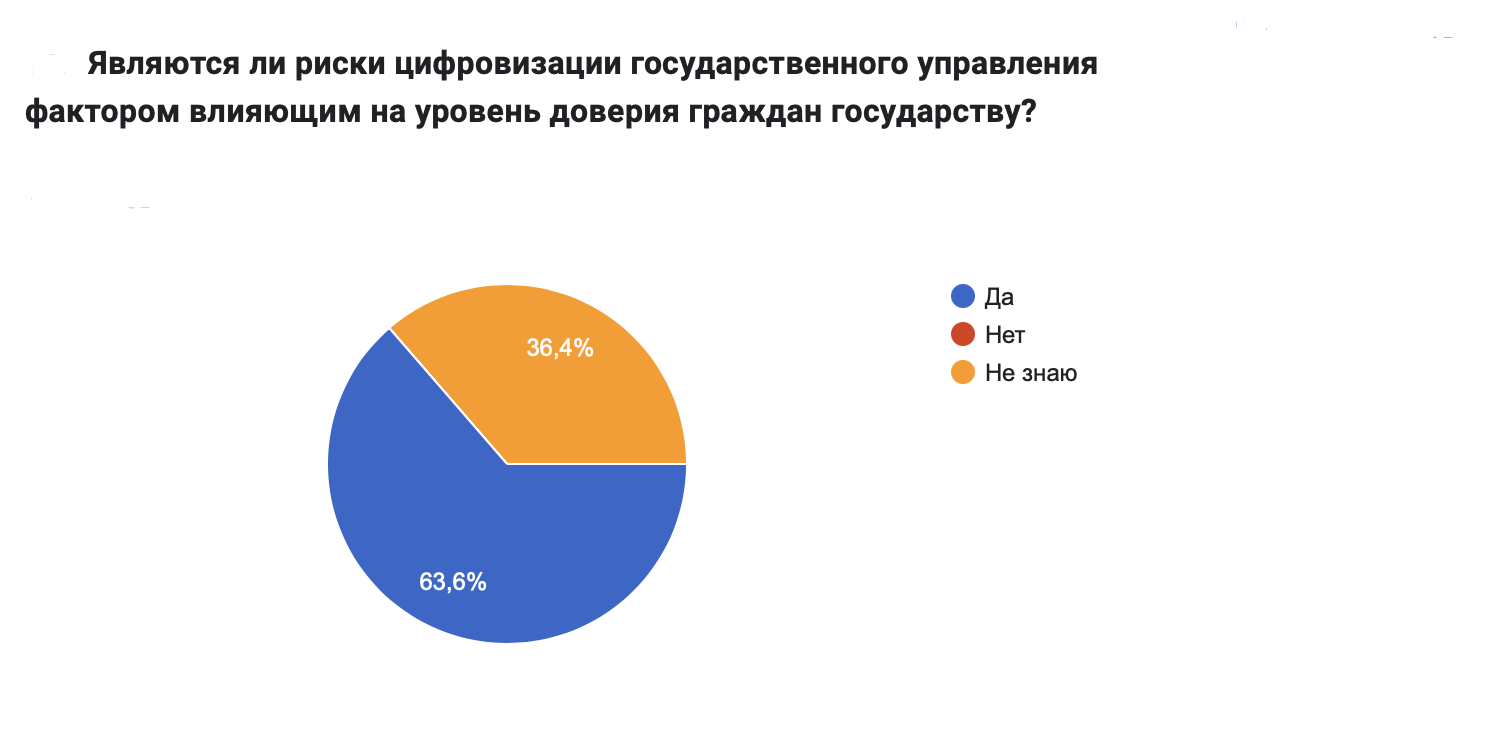 Являются ли риски цифровизации государственного управления
фактором влияющим на уровень доверия граждан государству?
Да
Нет
Не знаю
36,4%
63,6%